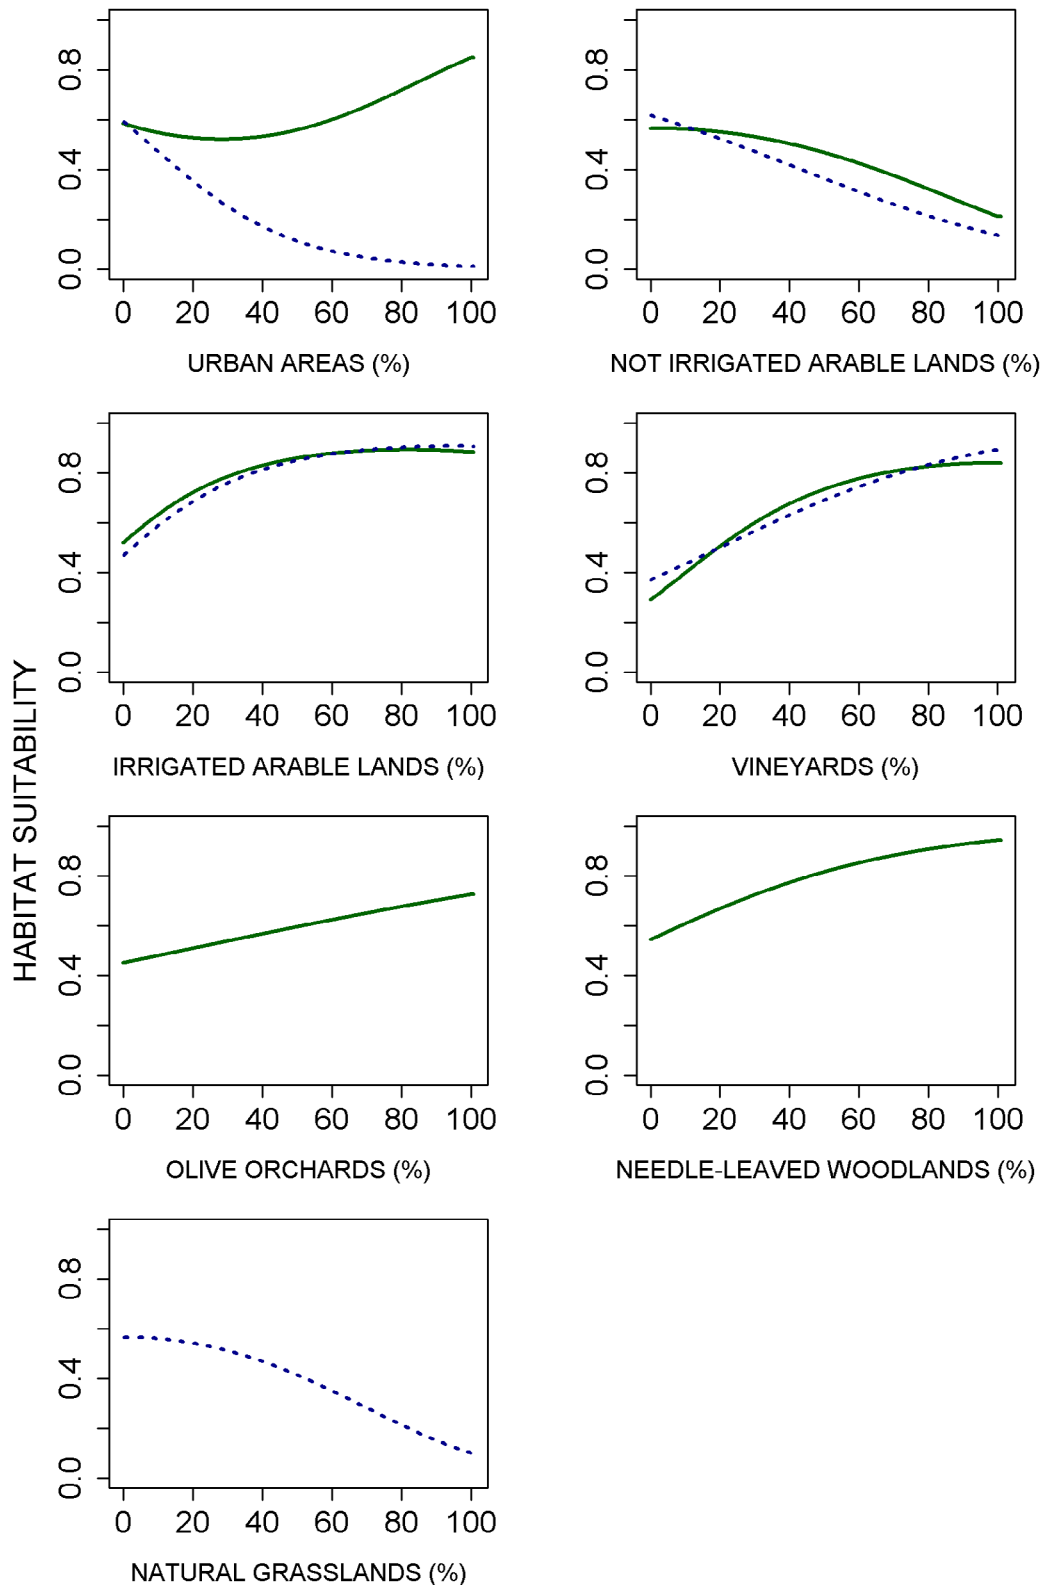 0.0 0.4 0.8
0 20 40 60 80 100
URBAN AREAS (%)
0.0 0.4 0.8
0 20 40 60 80 100
NOT IRRIGATED ARABLE LANDS (%)
0.0 0.4 0.8
0 20 40 60 80 100
IRRIGATED ARABLE LANDS (%)
0.0 0.4 0.8
0 20 40 60 80 100
VINEYARDS (%)
HABITAT SUITABILITY
0.0 0.4 0.8
0 20 40 60 80 100
OLIVE ORCHARDS (%)
0.0 0.4 0.8
0 20 40 60 80 100
NEEDLE-LEAVED WOODLANDS (%)
0.0 0.4 0.8
0 20 40 60 80 100
NATURAL GRASSLANDS (%)